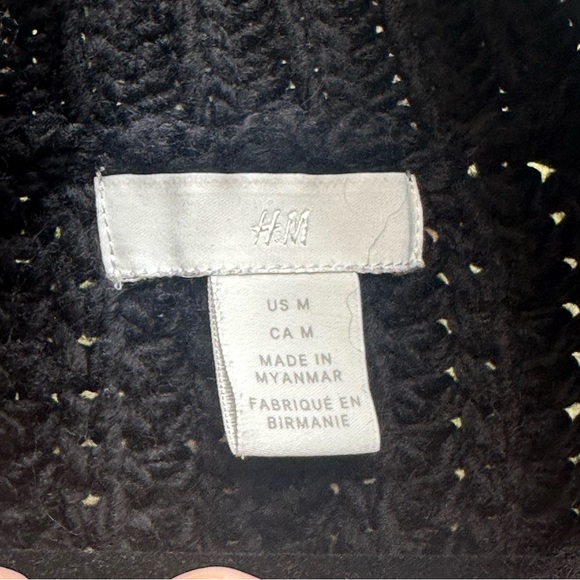 H&M
US M
CA M
MADE IN
MYANMAR
FABRIQUÉ EN
BIRMANIE